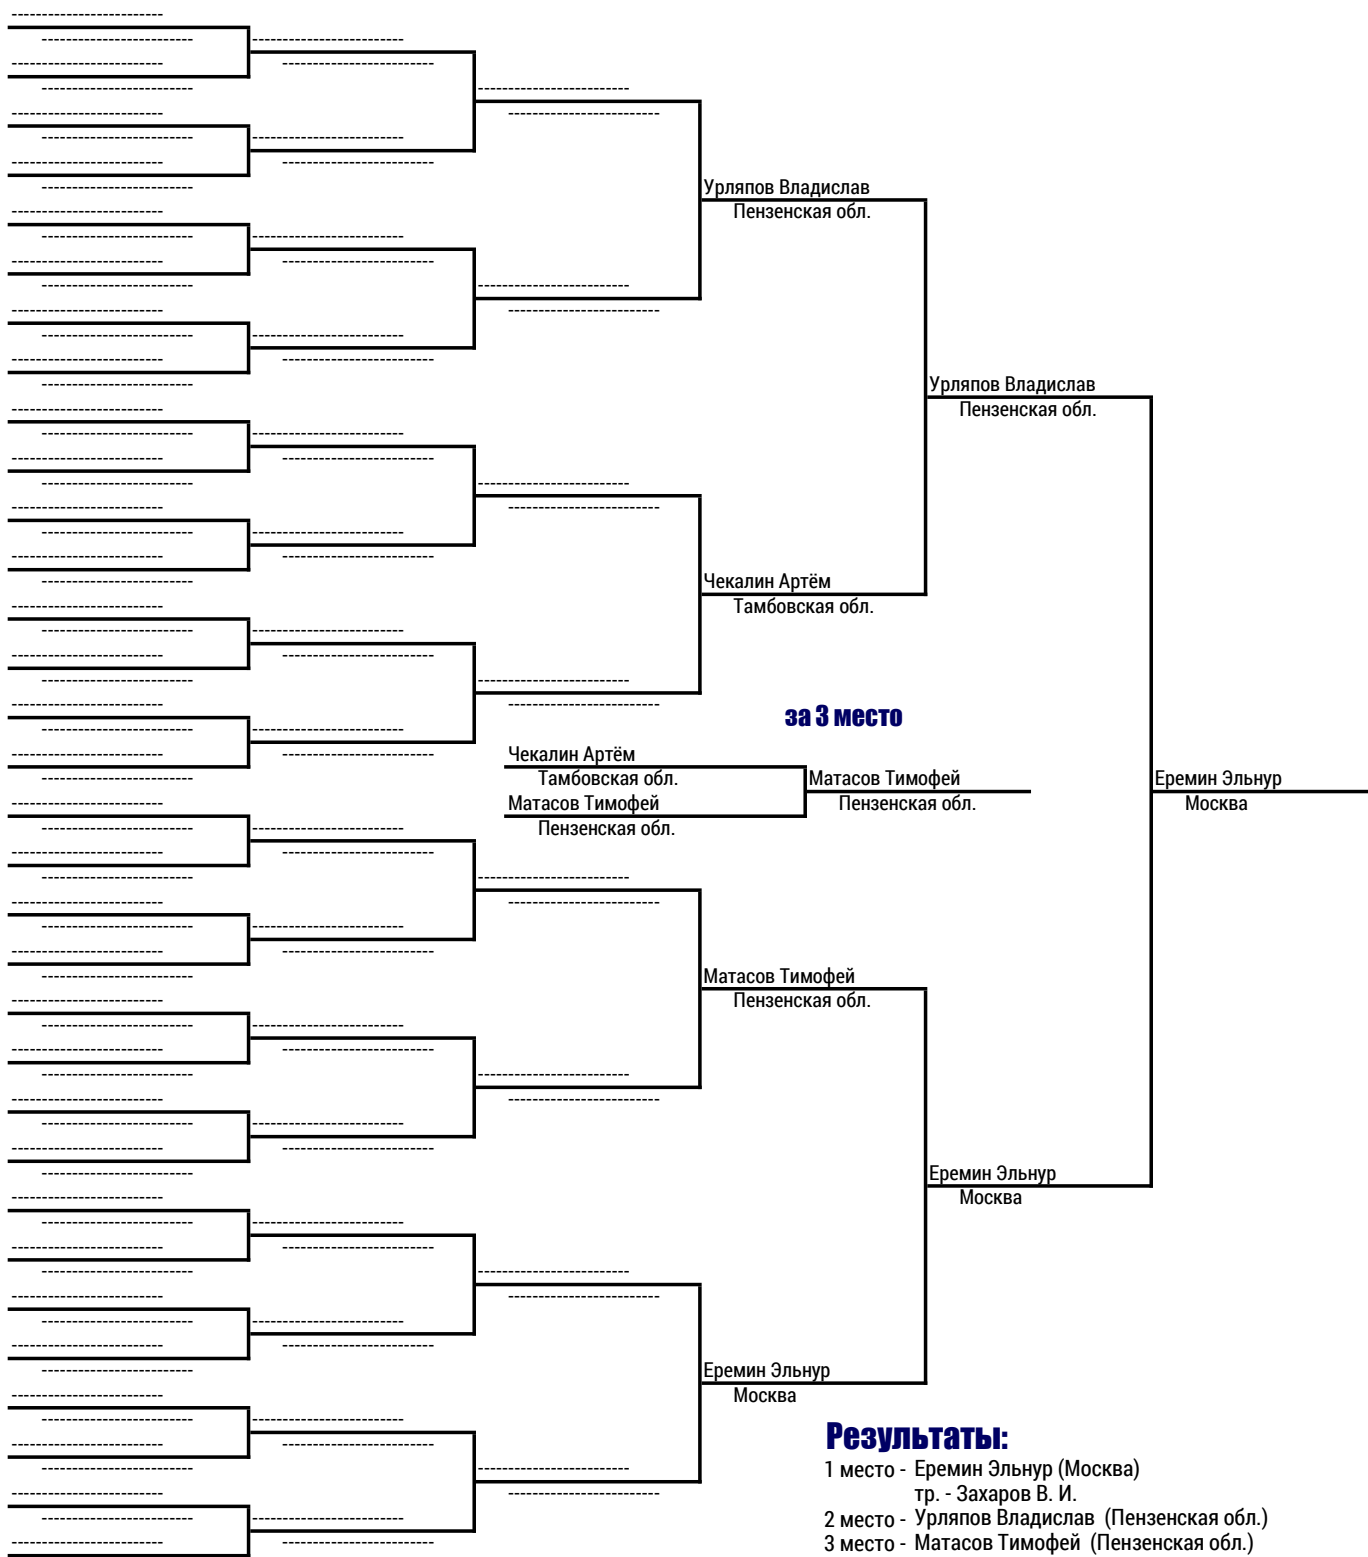 Урляпов Владислав
Пензенская обл.
Урляпов Владислав
Пензенская обл.
Чекалин Артём
Тамбовская обл.
за 3 место
Чекалин Артём
Тамбовская обл.
Матасов Тимофей
Пензенская обл.
Матасов Тимофей
Пензенская обл.
Еремин Эльнур
Москва
Матасов Тимофей
Пензенская обл.
Еремин Эльнур
Москва
Еремин Эльнур
Москва
Результаты:
1 место - Еремин Эльнур (Москва)
тр. - Захаров В. И.
2 место - Урляпов Владислав (Пензенская обл.)
3 место - Матасов Тимофей (Пензенская обл.)